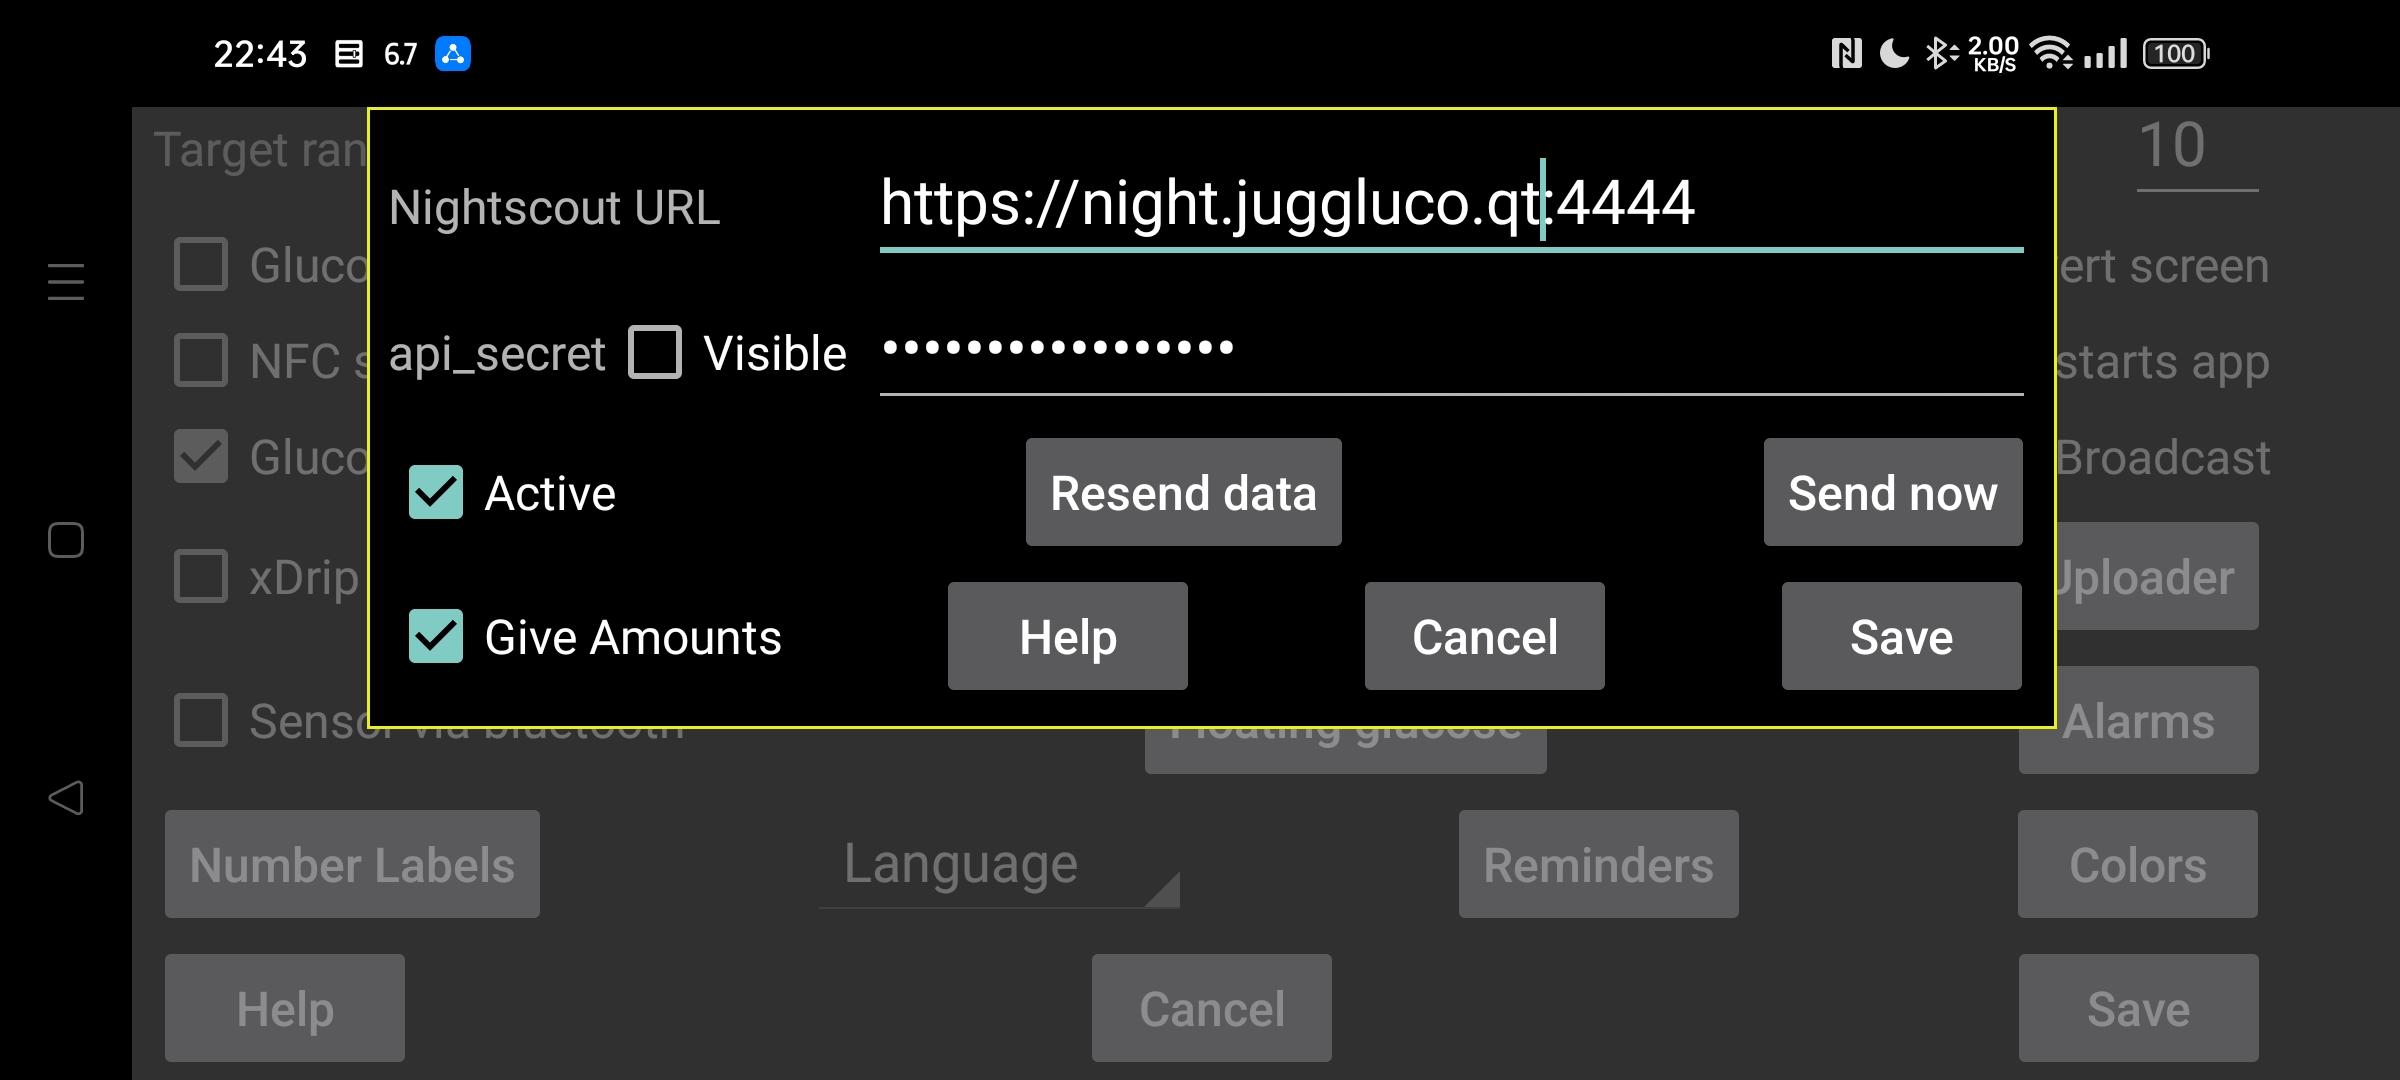 22:43 6.7 2.00 KB/S 100
Target ran 10
Nightscout URL https://night.juggluco.qt:4444
Gluco ert screen
api_secret Visible ••••••••••••••••• 
NFC s starts app
Gluco Broadcast
Active Resend data Send now
xDrip Uploader
Give Amounts Help Cancel Save
Sensor via bluetooth Floating glucose Alarms
Number Labels Language Reminders Colors
Help Cancel Save